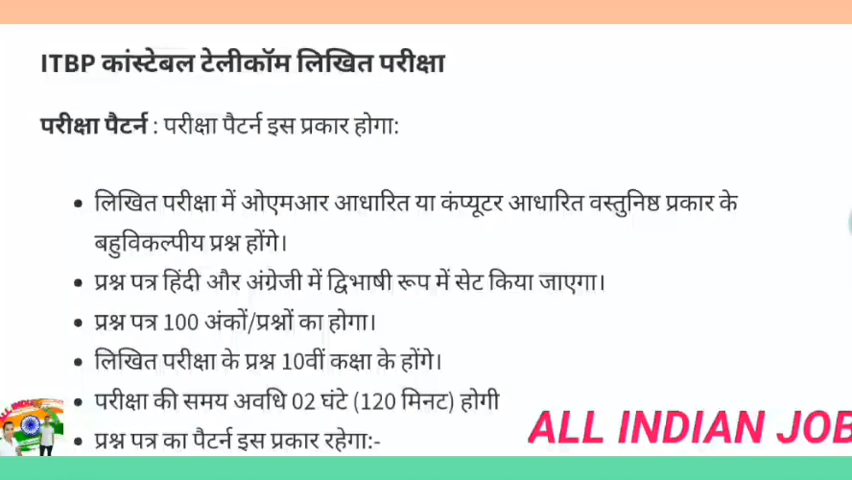 ITBP कांस्टेबल टेलीकॉम लिखित परीक्षा
परीक्षा पैटर्न : परीक्षा पैटर्न इस प्रकार होगा:
• लिखित परीक्षा में ओएमआर आधारित या कंप्यूटर आधारित वस्तुनिष्ठ प्रकार के
बहुविकल्पीय प्रश्न होंगे।
• प्रश्न पत्र हिंदी और अंग्रेजी में द्विभाषी रूप में सेट किया जाएगा।
• प्रश्न पत्र 100 अंकों/प्रश्नों का होगा।
• लिखित परीक्षा के प्रश्न 10वीं कक्षा के होंगे।
• परीक्षा की समय अवधि 02 घंटे (120 मिनट) होगी
• प्रश्न पत्र का पैटर्न इस प्रकार रहेगा:-
ALL INDIAN JOB